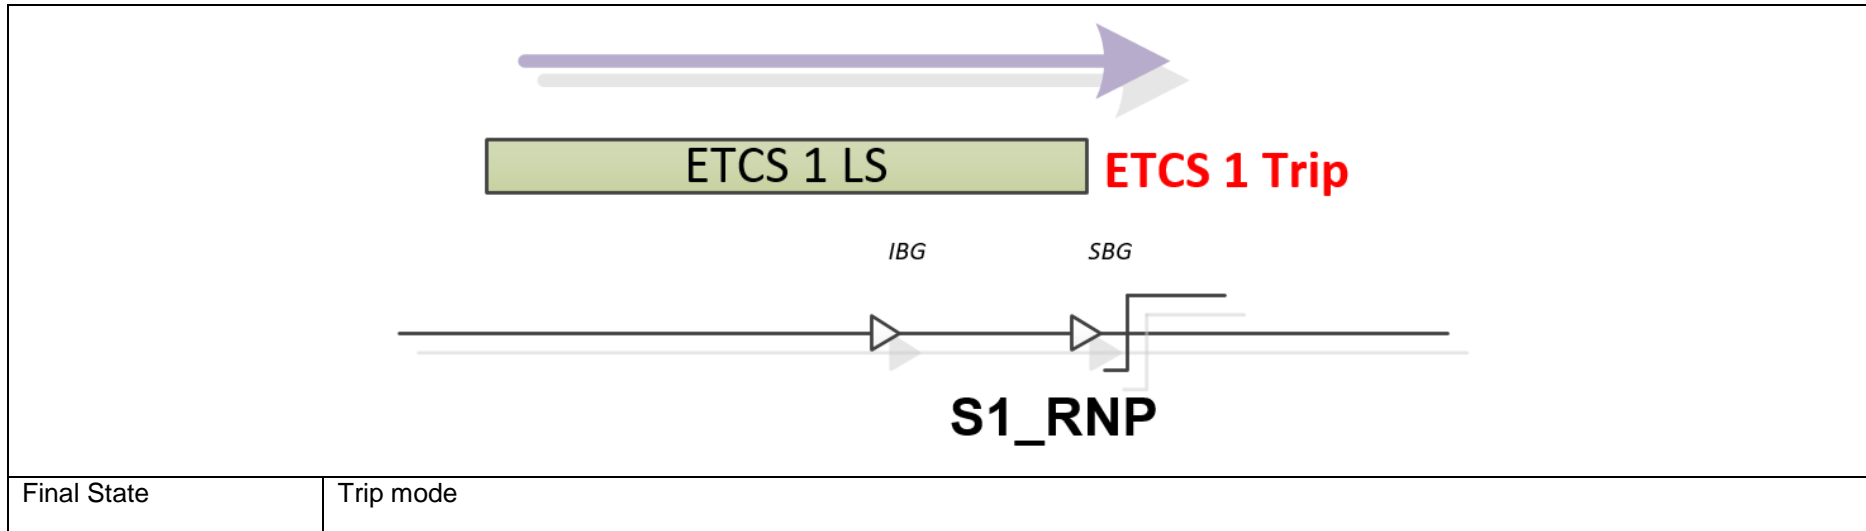 ETCS 1 LS
ETCS 1 Trip
IBG
SBG
S1_RNP
Final State
Trip mode